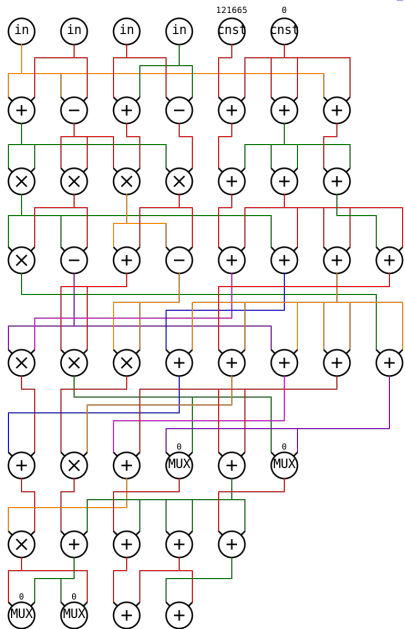 121665 0
in in in in cnst cnst
+ − + − + + +
× × × × + + +
× − + − + + + +
× × × + + + + +
0 0
+ × + MUX + MUX
× + + + +
0 0
MUX MUX + +